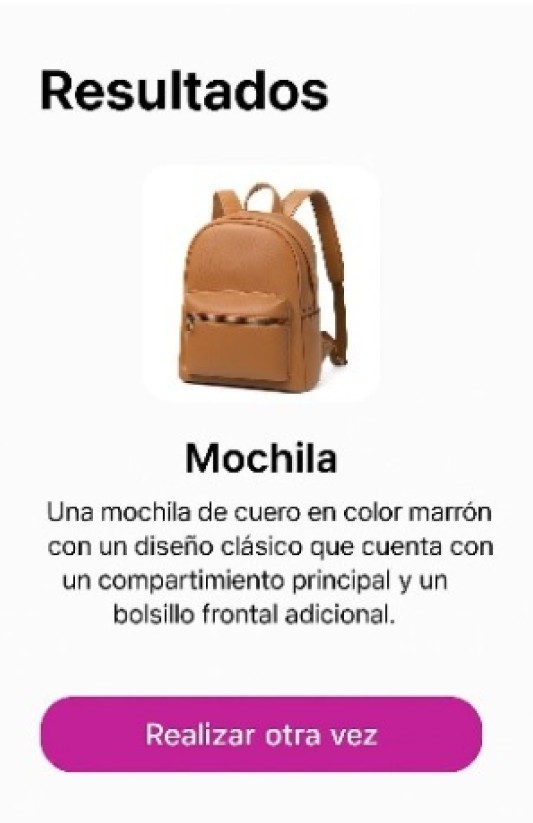 Resultados
Mochila
Una mochila de cuero en color marrón
con un diseño clásico que cuenta con
un compartimiento principal y un
bolsillo frontal adicional.
Realizar otra vez